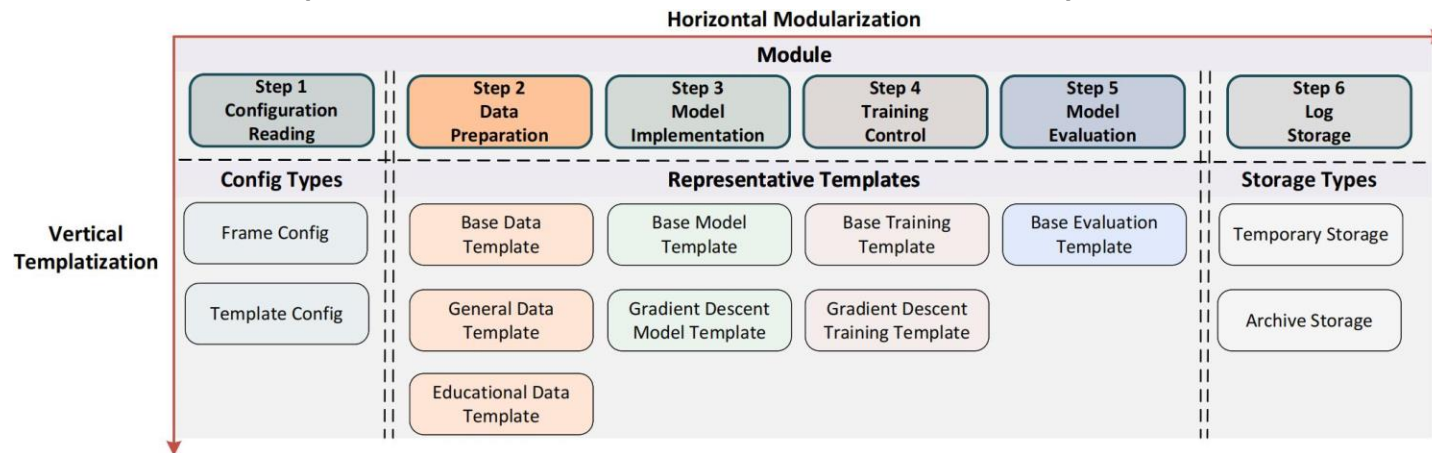 Horizontal Modularization
Module
Step 1
Configuration
Reading
Step 2
Data
Preparation
Step 3
Model
Implementation
Step 4
Training
Control
Step 5
Model
Evaluation
Step 6
Log
Storage
Config Types
Representative Templates
Storage Types
Vertical
Templatization
Frame Config
Template Config
Base Data
Template
General Data
Template
Educational Data
Template
Base Model
Template
Gradient Descent
Model Template
Base Training
Template
Gradient Descent
Training Template
Base Evaluation
Template
Temporary Storage
Archive Storage